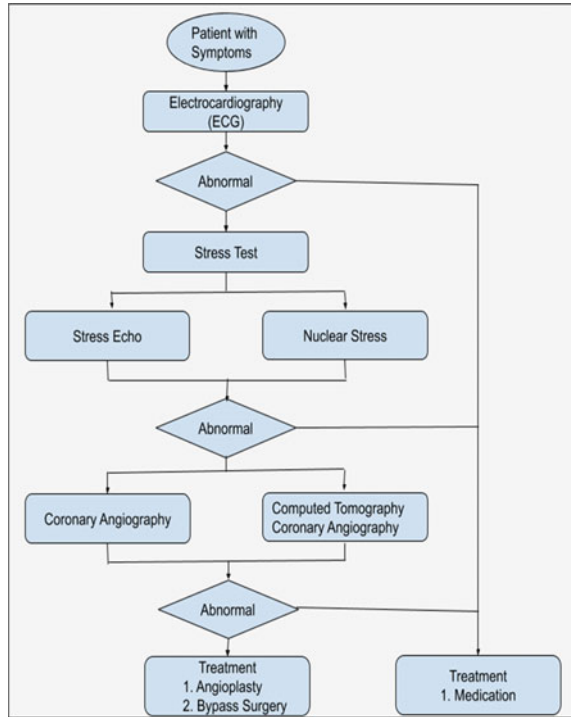 Patient with
Symptoms
Electrocardiography
(ECG)
Abnormal
Stress Test
Stress Echo
Nuclear Stress
Abnormal
Coronary Angiography
Computed Tomography
Coronary Angiography
Abnormal
Treatment
1. Angioplasty
2. Bypass Surgery
Treatment
1. Medication